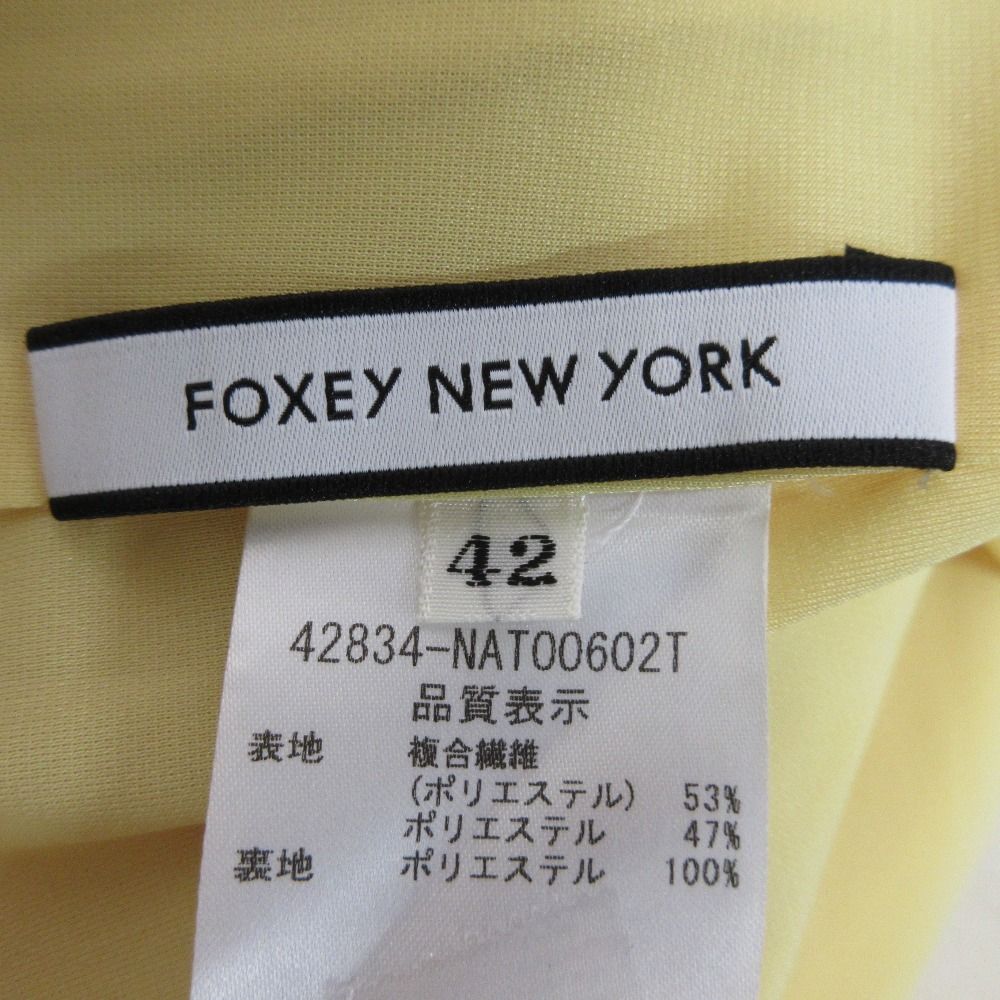 FOXEY NEW YORK
42
42834-NAT00602T
品質表示
表地 複合繊維
(ポリエステル) 53%
ポリエステル 47%
裏地 ポリエステル 100%